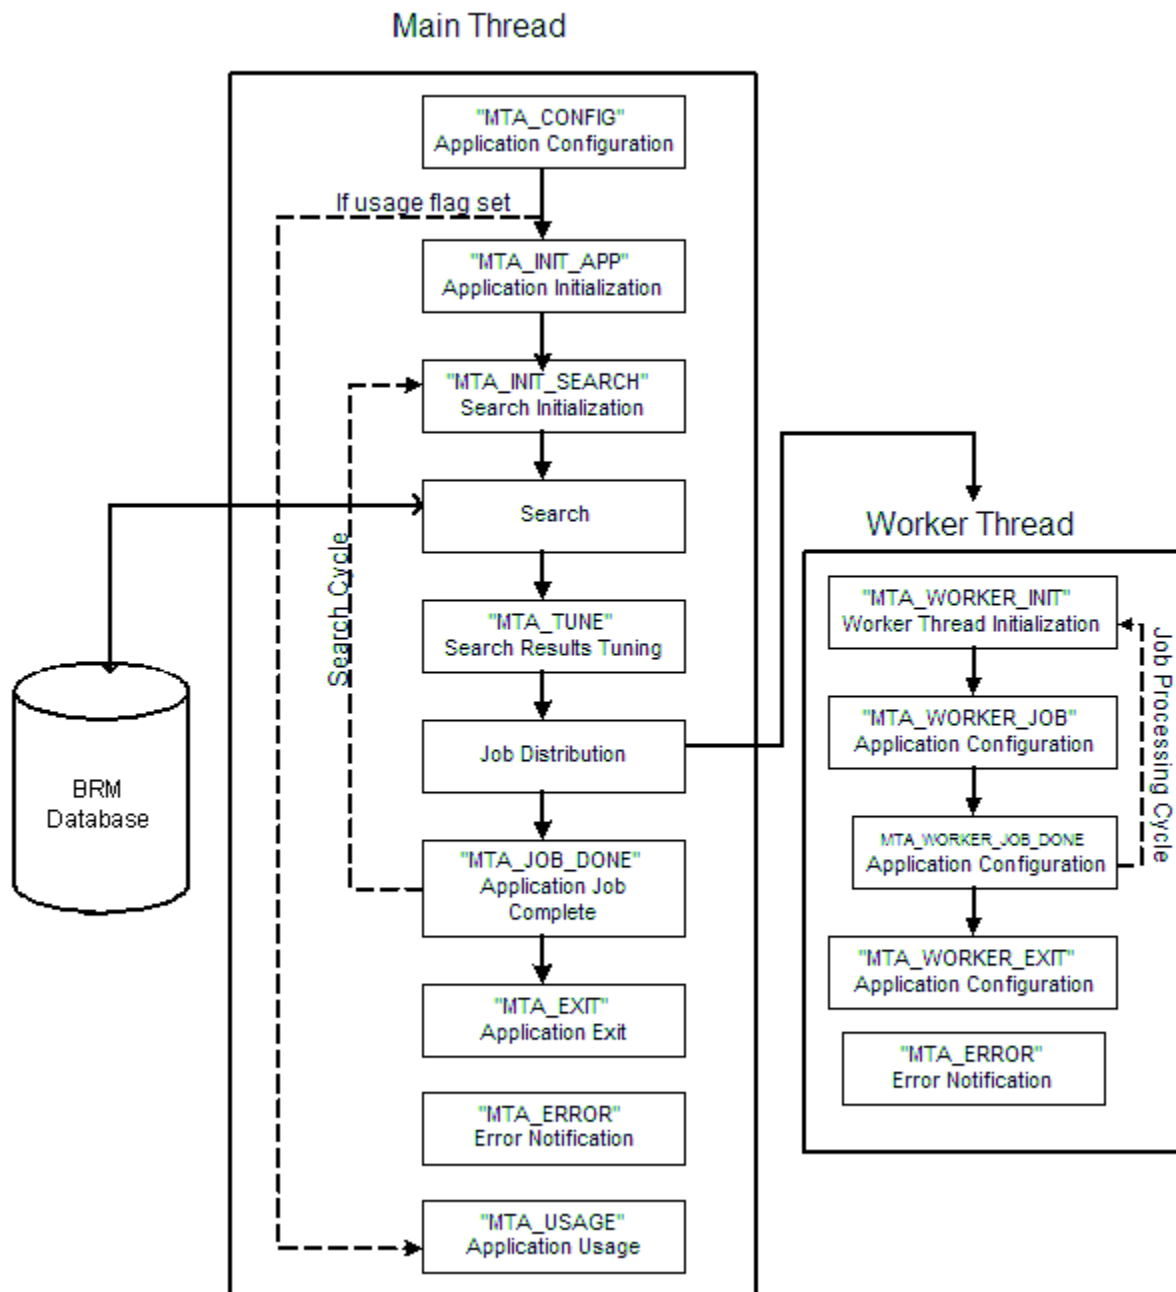 Main Thread
"MTA_CONFIG"
Application Configuration
If usage flag set
"MTA_INIT_APP"
Application Initialization
"MTA_INIT_SEARCH"
Search Initialization
Search
Search Cycle
"MTA_TUNE"
Search Results Tuning
Job Distribution
"MTA_JOB_DONE"
Application Job
Complete
"MTA_EXIT"
Application Exit
"MTA_ERROR"
Error Notification
"MTA_USAGE"
Application Usage
BRM
Database
Worker Thread
"MTA_WORKER_INIT"
Worker Thread Initialization
"MTA_WORKER_JOB"
Application Configuration
MTA_WORKER_JOB_DONE
Application Configuration
Job Processing Cycle
"MTA_WORKER_EXIT"
Application Configuration
"MTA_ERROR"
Error Notification